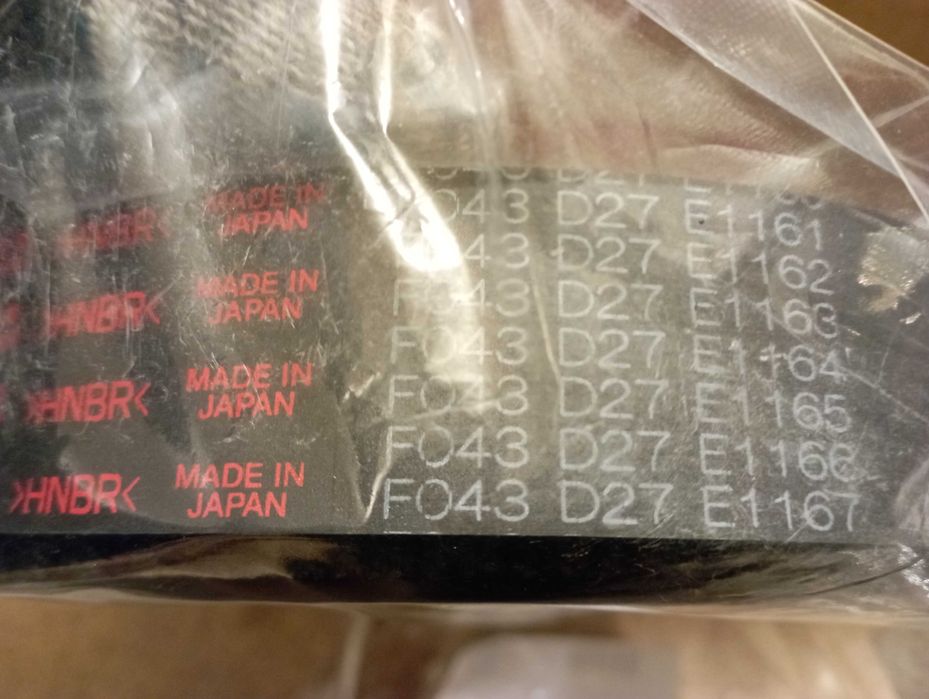 MADE IN
JAPAN
F043 D27 E1161
>HNBR<
F043 D27 E1162
MADE IN
JAPAN
F043 D27 E1163
>HNBR<
F043 D27 E1164
MADE IN
JAPAN
F043 D27 E1165
>HNBR<
F043 D27 E1166
MADE IN
JAPAN
F043 D27 E1167
>HNBR<